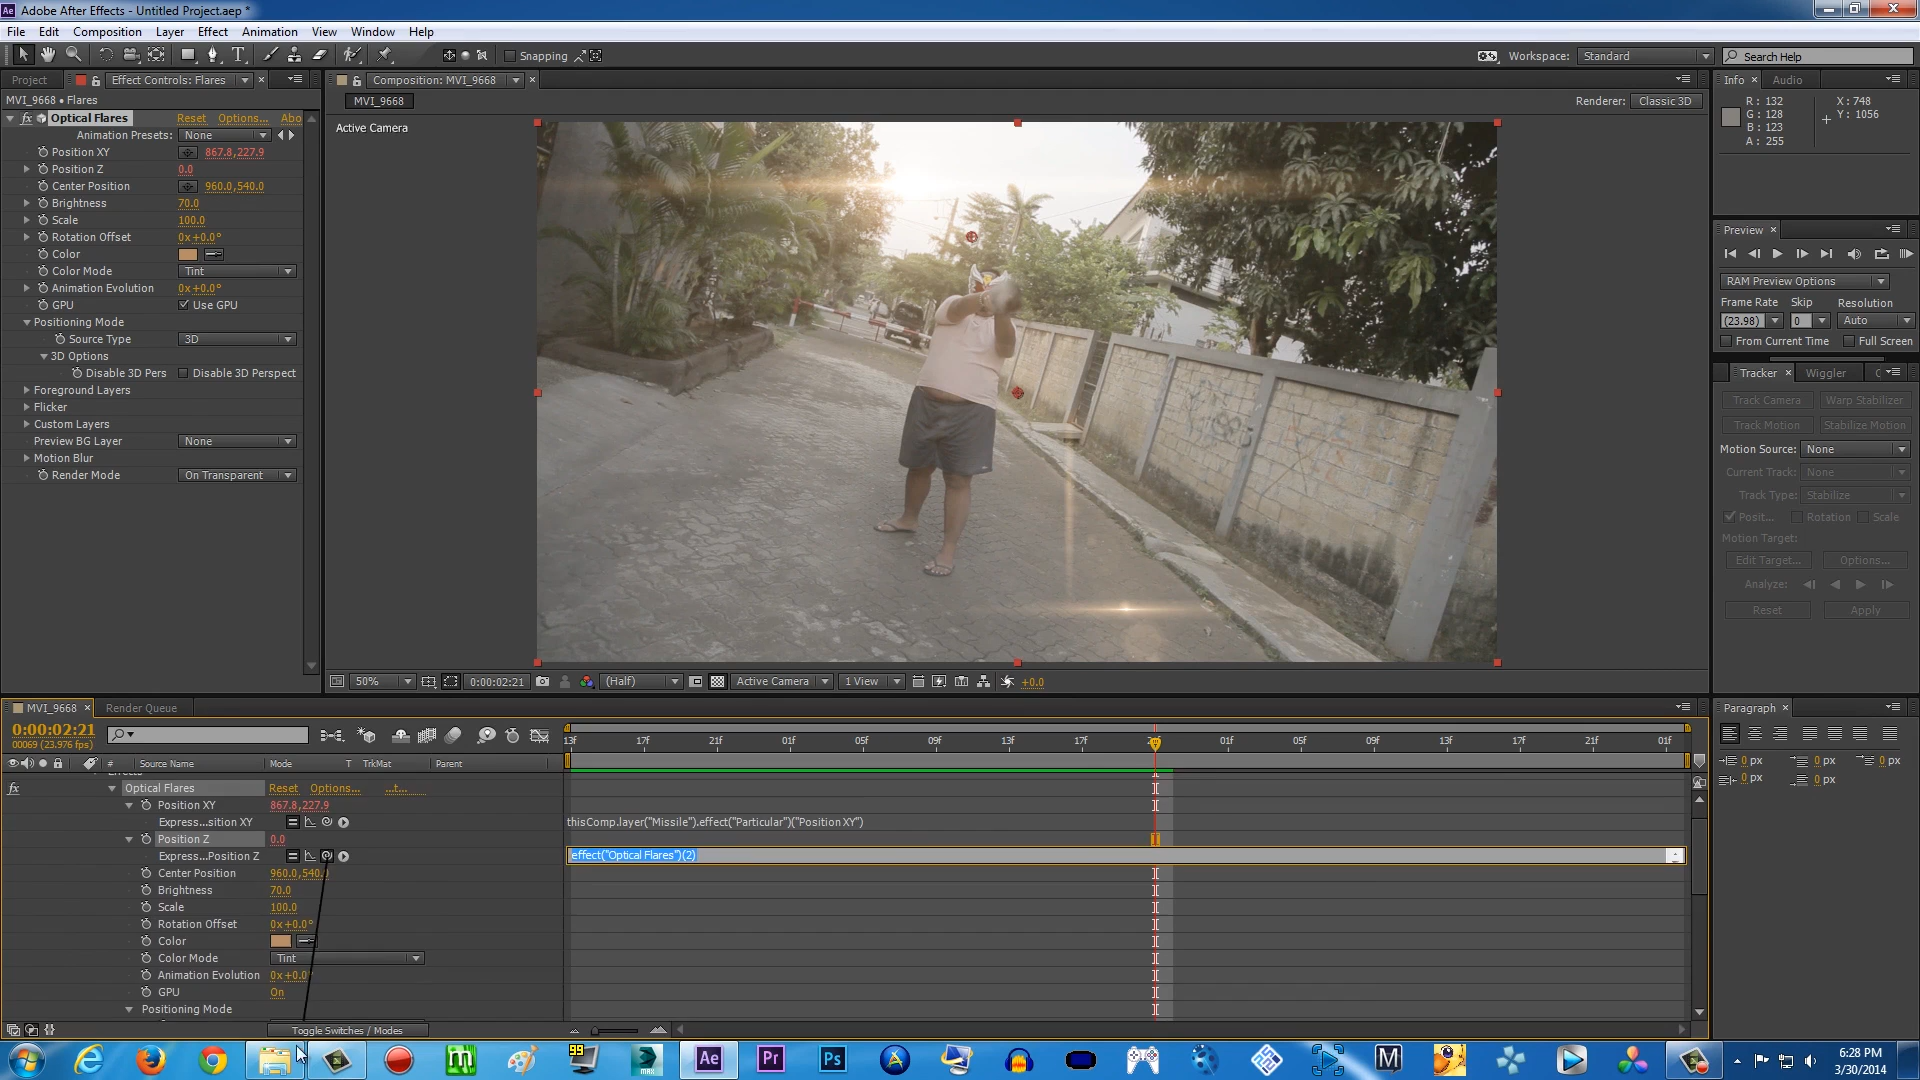 Adobe After Effects - Untitled Project.aep *
File Edit Composition Layer Effect Animation View Window Help
Snapping
Workspace: Standard
Search Help
Project Effect Controls: Flares
Composition: MVI_9668
Info Audio
MVI_9668 • Flares
MVI_9668
Renderer: Classic 3D
Optical Flares Reset Options... Abo
Animation Presets: None
Position XY 867.8,227.9
Position Z 0.0
Center Position 960.0,540.0
Brightness 70.0
Scale 100.0
Rotation Offset 0x+0.0°
Color
Color Mode Tint
Animation Evolution 0x+0.0°
GPU Use GPU
Positioning Mode
Source Type 3D
3D Options
Disable 3D Pers Disable 3D Perspect
Foreground Layers
Flicker
Custom Layers
Preview BG Layer None
Motion Blur
Render Mode On Transparent
Active Camera
50% 0:00:02:21 (Half) Active Camera 1 View +0.0
R: 132
G: 128
B: 123
A: 255
X: 748
Y: 1056
Preview
RAM Preview Options
Frame Rate Skip Resolution
(23.98) 0 Auto
From Current Time Full Screen
Tracker Wiggler
Track Camera Warp Stabilizer
Track Motion Stabilize Motion
Motion Source: None
Current Track: None
Track Type: Stabilize
Posit... Rotation Scale
Motion Target:
Edit Target... Options...
Analyze:
Reset Apply
MVI_9668 Render Queue
0:00:02:21
00069 (23.976 fps)
13f 17f 21f 01f 05f 09f 13f 17f 01f 05f 09f 13f 17f 21f 01f
# Source Name Mode T TrkMat Parent
fx Optical Flares Reset Options... ...t...
Position XY 867.8,227.9
Express...sition XY thisComp.layer("Missile").effect("Particular")("Position XY")
Position Z 0.0
Express...Position Z effect("Optical Flares")(2)
Center Position 960.0,540.0
Brightness 70.0
Scale 100.0
Rotation Offset 0x+0.0°
Color
Color Mode Tint
Animation Evolution 0x+0.0°
GPU On
Positioning Mode
Toggle Switches / Modes
Paragraph
0 px 0 px 0 px
0 px 0 px
99
MAX
Ae Pr Ps
6:28 PM
3/30/2014